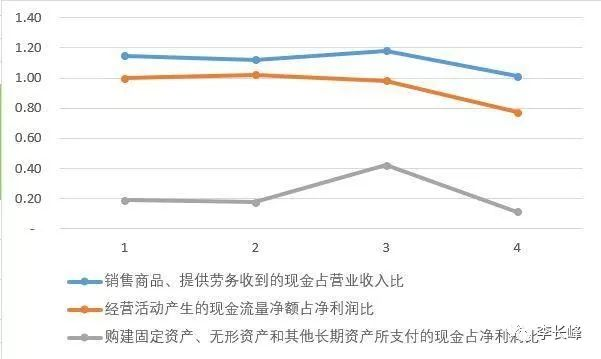 1.40
1.20
1.00
0.80
0.60
0.40
0.20
-
1 2 3 4
销售商品、提供劳务收到的现金占营业收入比
经营活动产生的现金流量净额占净利润比
购建固定资产、无形资产和其他长期资产所支付的现金占净利润比
李长峰